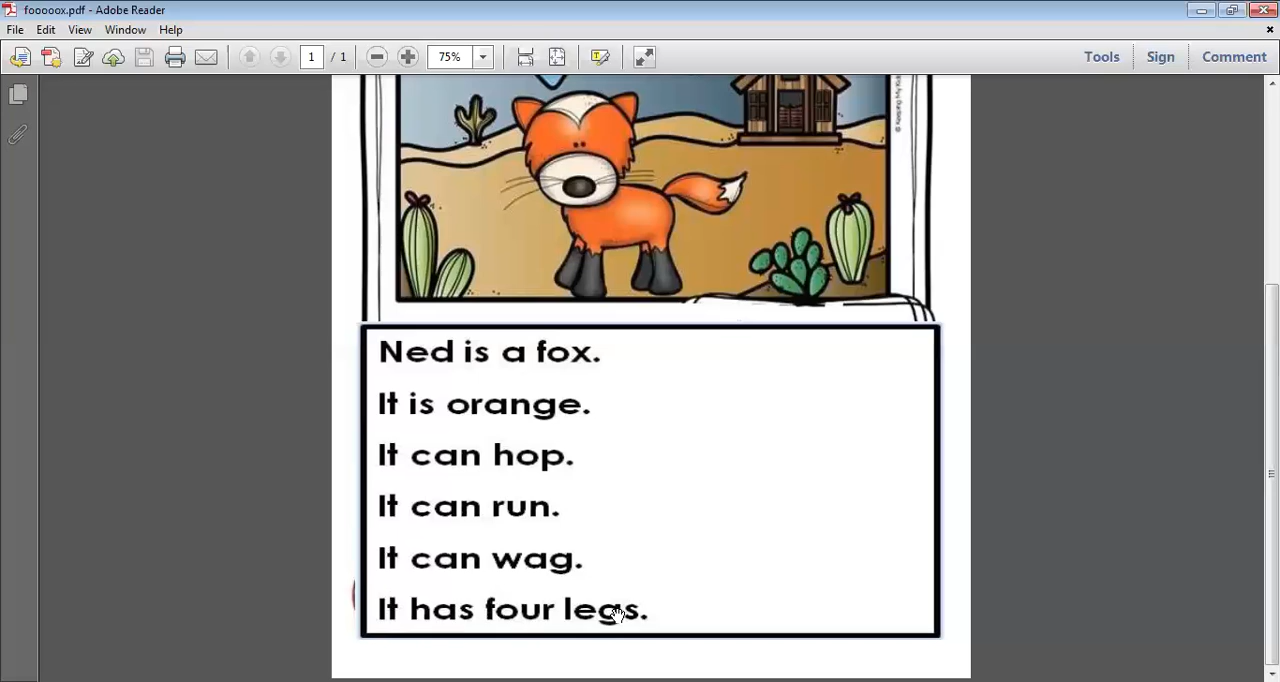 fooooox.pdf - Adobe Reader
File Edit View Window Help
1 / 1 75% Tools Sign Comment
Ned is a fox.
It is orange.
It can hop.
It can run.
It can wag.
It has four legs.